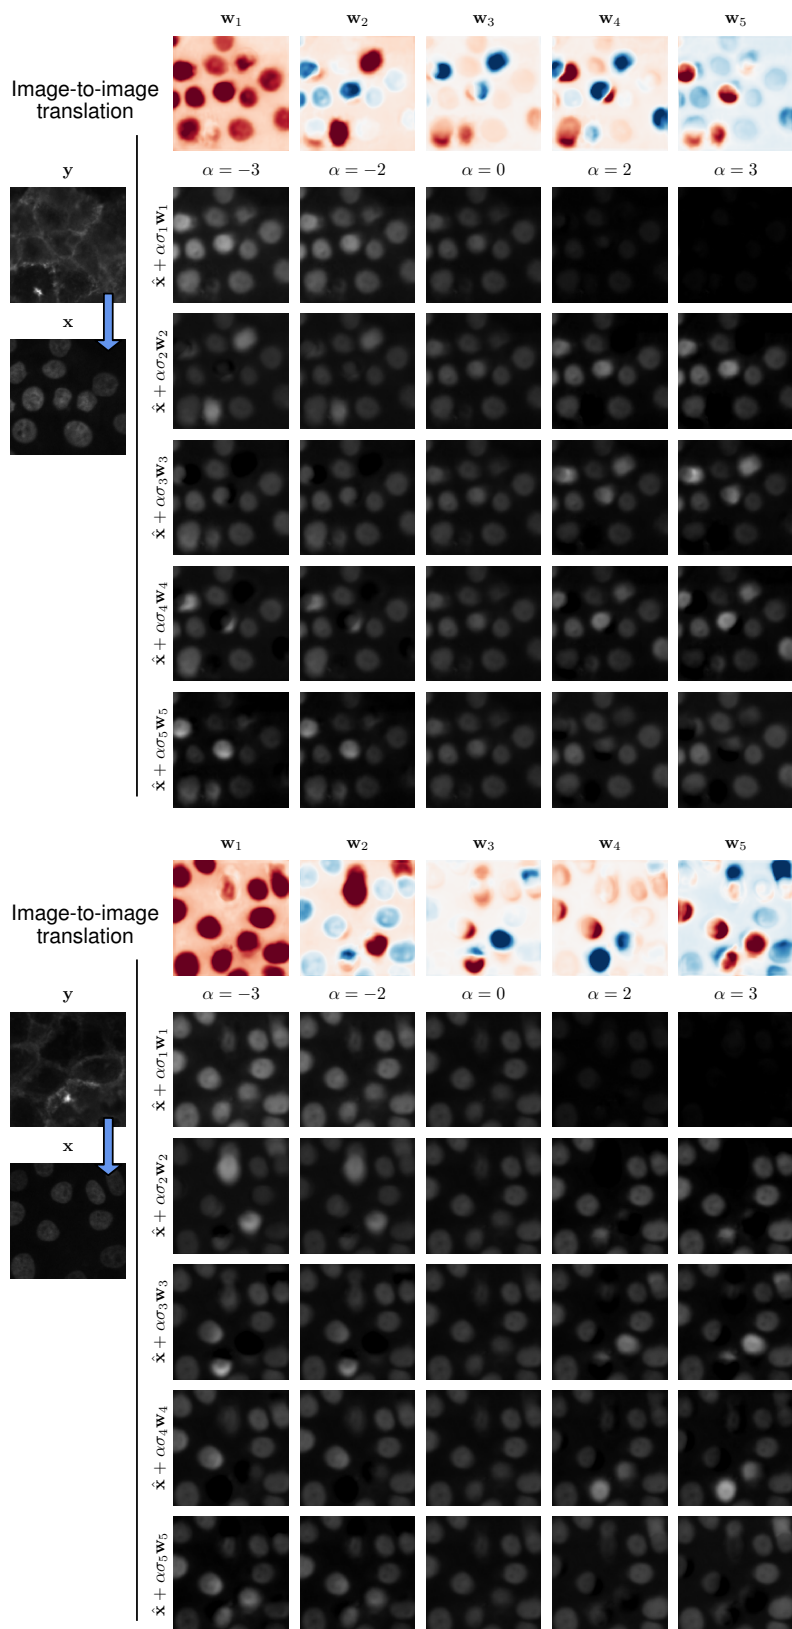 w₁ w₂ w₃ w₄ w₅
Image-to-image
translation
y
α = −3 α = −2 α = 0 α = 2 α = 3
x̂ + ασ₁w₁
x
x̂ + ασ₂w₂
x̂ + ασ₃w₃
x̂ + ασ₄w₄
x̂ + ασ₅w₅
w₁ w₂ w₃ w₄ w₅
Image-to-image
translation
y
α = −3 α = −2 α = 0 α = 2 α = 3
x̂ + ασ₁w₁
x
x̂ + ασ₂w₂
x̂ + ασ₃w₃
x̂ + ασ₄w₄
x̂ + ασ₅w₅